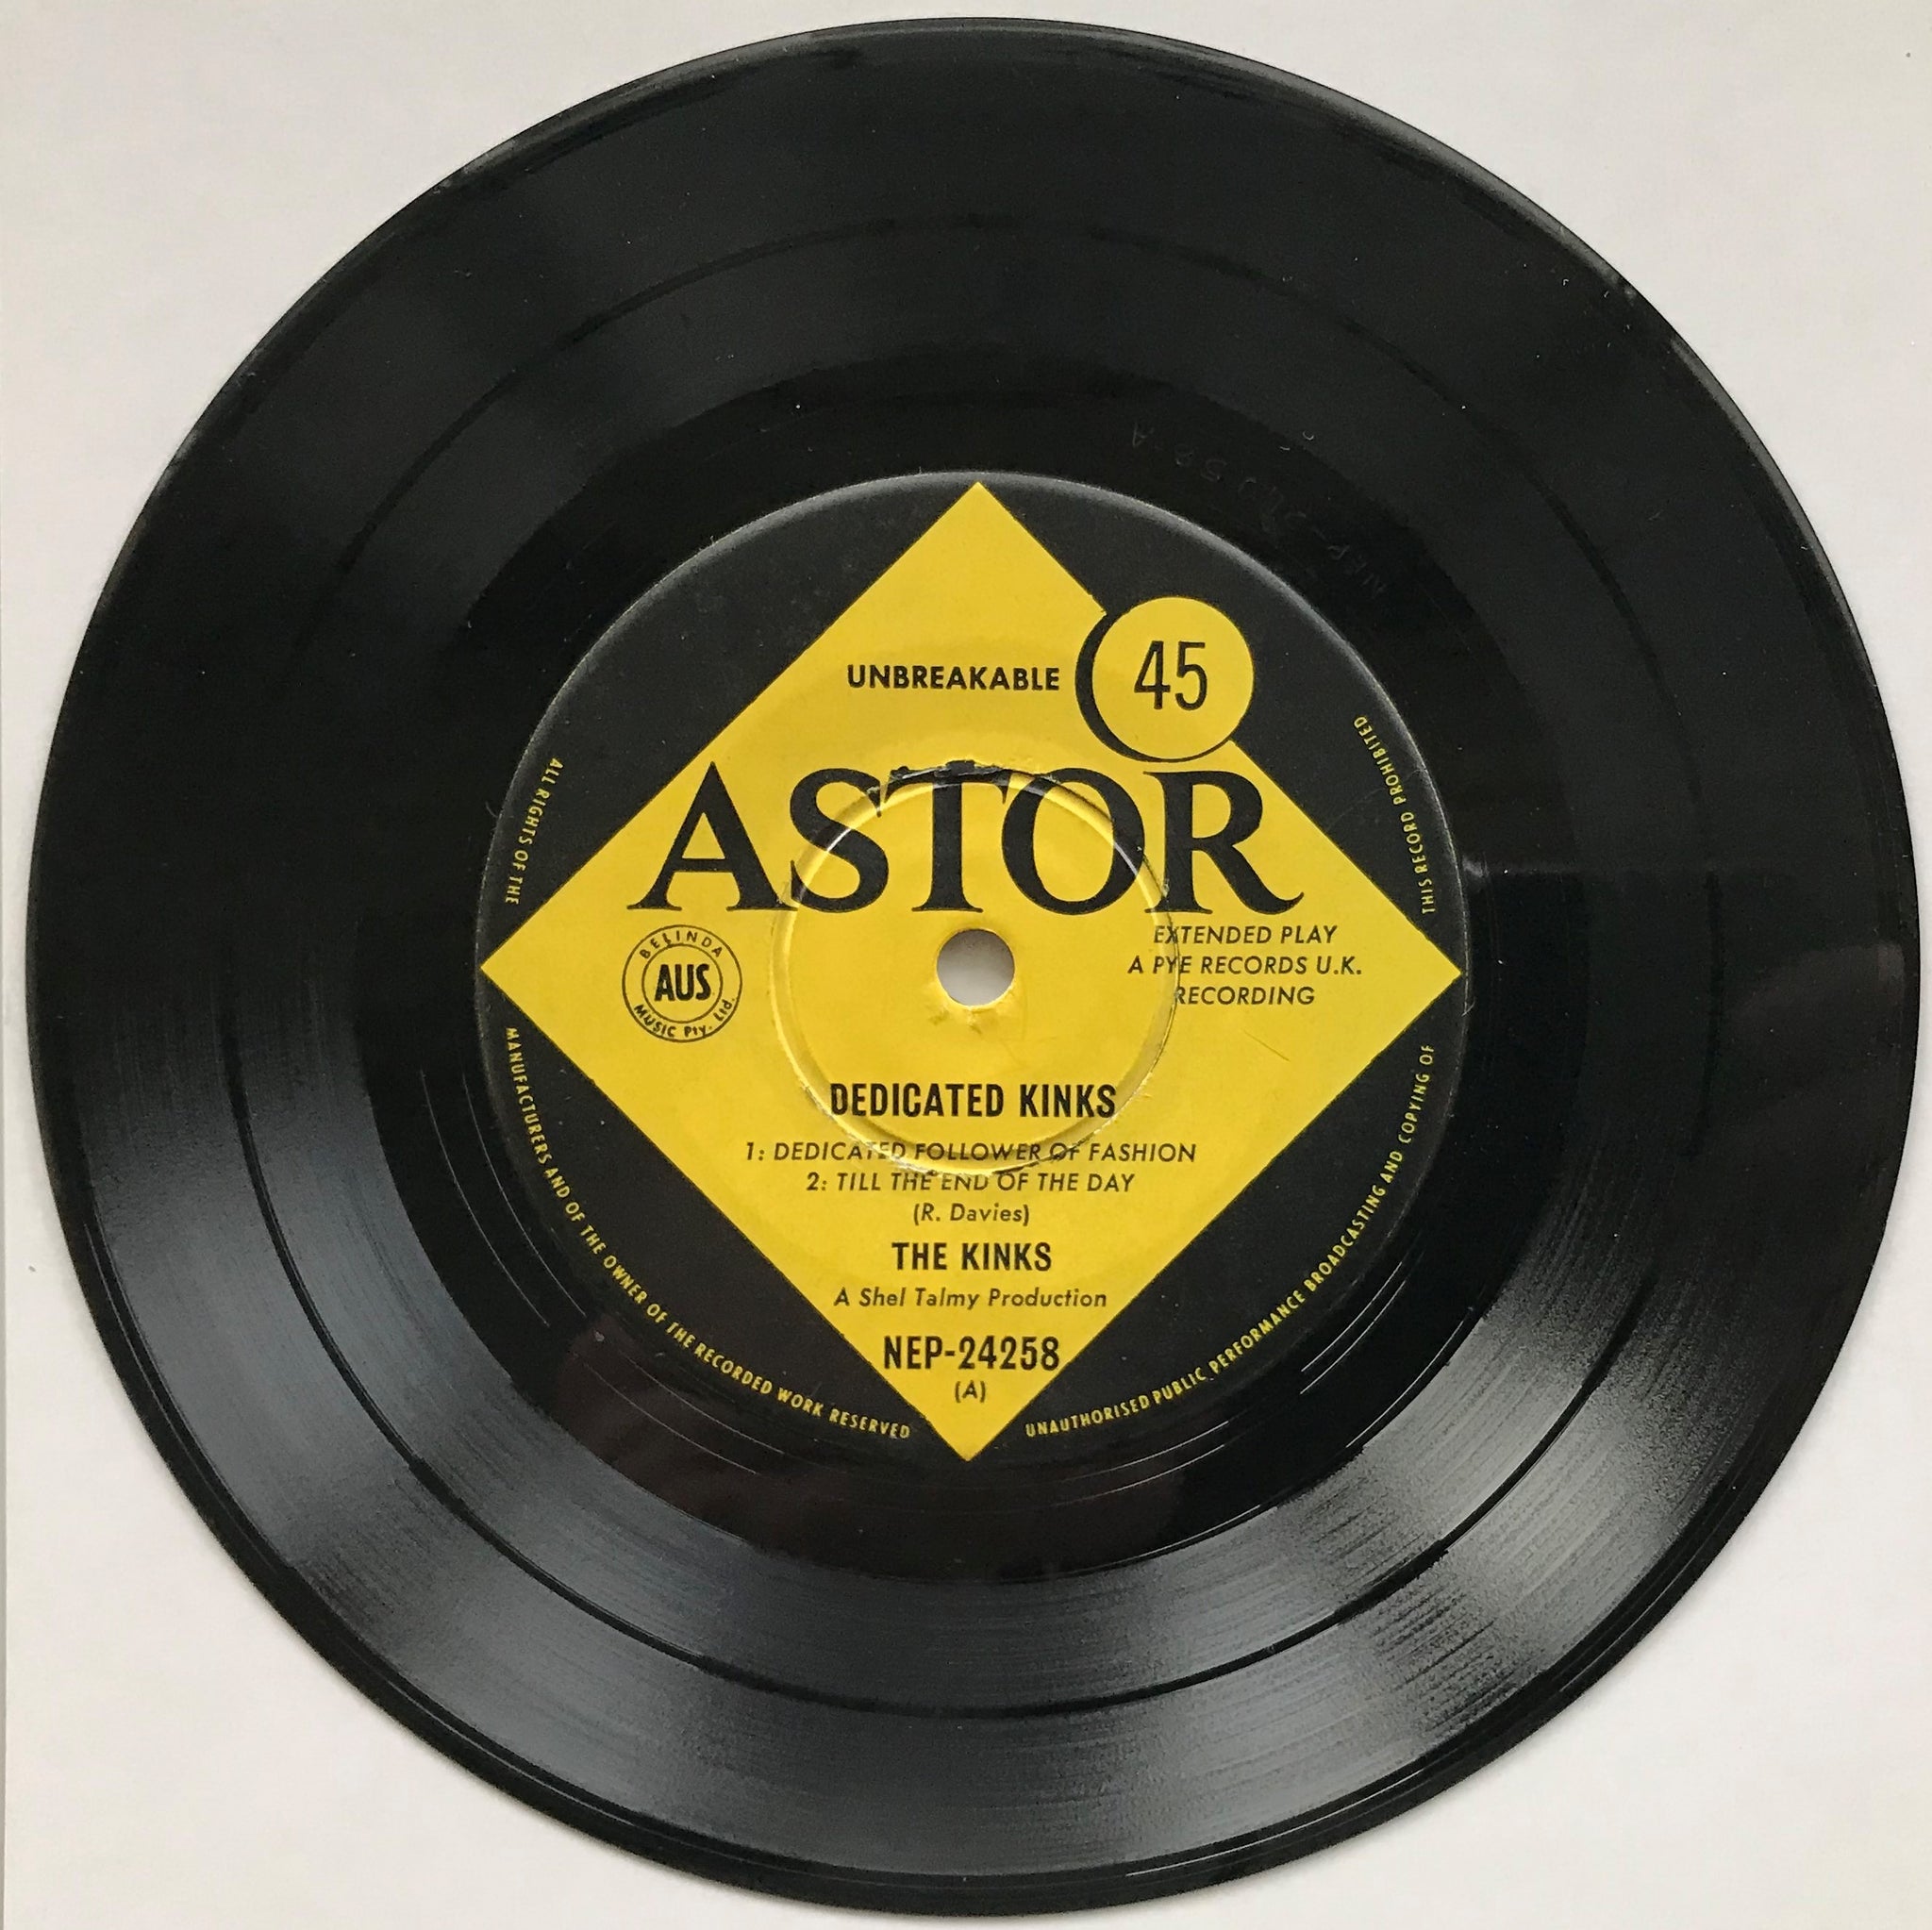 UNBREAKABLE
45
ASTOR
BELINDA
AUS
MUSIC Pty. Ltd.
EXTENDED PLAY
A PYE RECORDS U.K.
RECORDING
DEDICATED KINKS
1: DEDICATED FOLLOWER OF FASHION
2: TILL THE END OF THE DAY
(R. Davies)
THE KINKS
A Shel Talmy Production
NEP-24258
(A)
ALL RIGHTS OF THE
MANUFACTURERS AND OF THE OWNER OF THE RECORDED WORK RESERVED
UNAUTHORISED PUBLIC PERFORMANCE BROADCASTING AND COPYING OF
THIS RECORD PROHIBITED